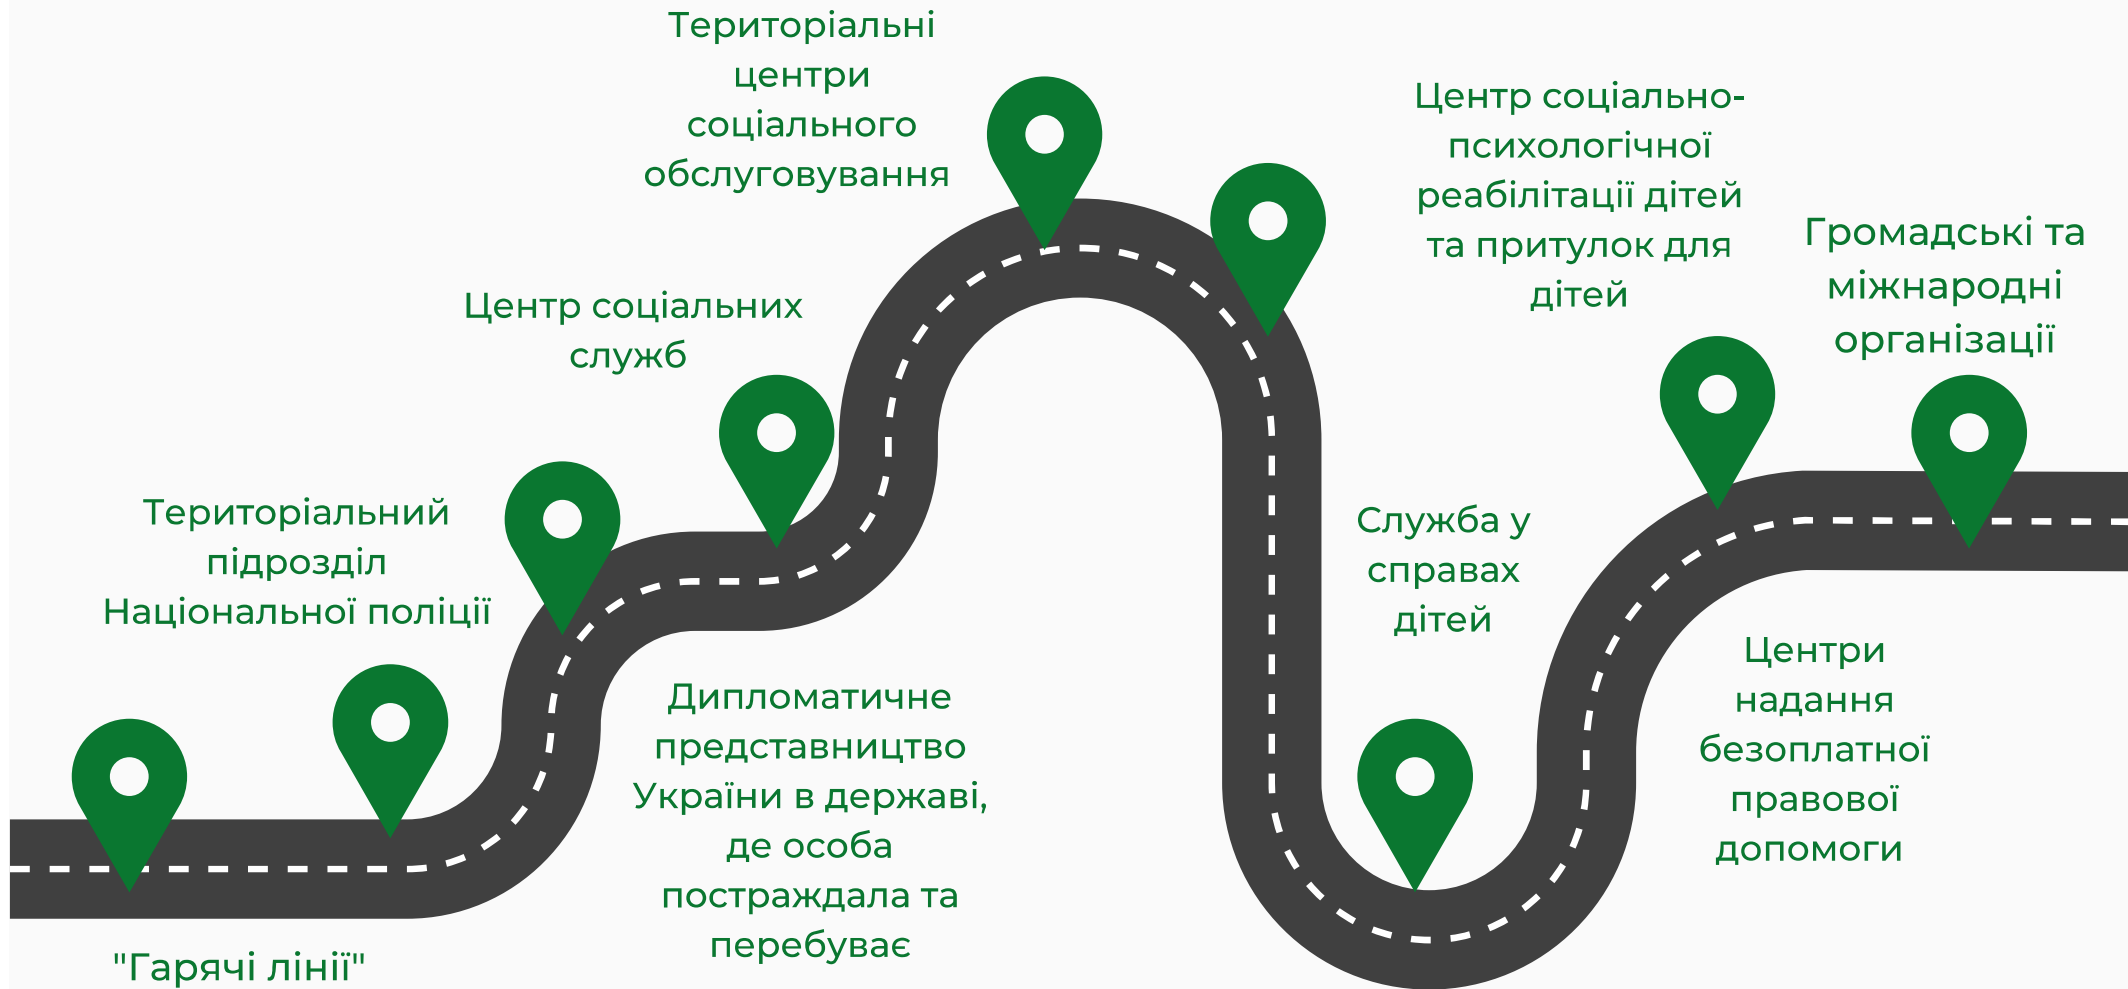 "Гарячі лінії"
Територіальний
підрозділ
Національної поліції
Дипломатичне
представництво
України в державі,
де особа
постраждала та
перебуває
Центр соціальних
служб
Територіальні
центри
соціального
обслуговування
Центр соціально-
психологічної
реабілітації дітей
та притулок для
дітей
Служба у
справах
дітей
Центри
надання
безоплатної
правової
допомоги
Громадські та
міжнародні
організації